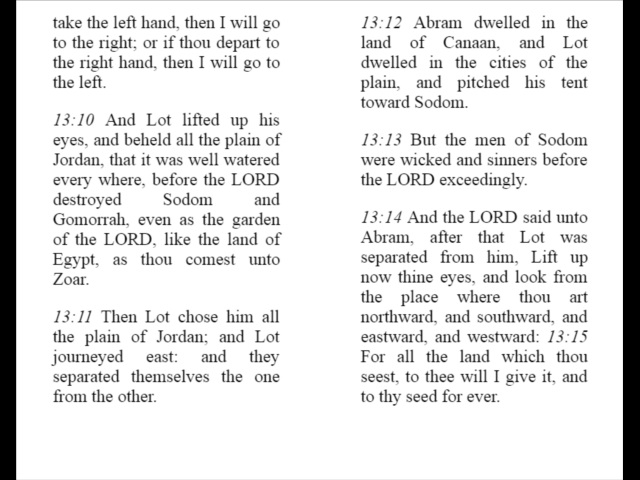 take the left hand, then I will go
to the right; or if thou depart to
the right hand, then I will go to
the left.
13:10 And Lot lifted up his
eyes, and beheld all the plain of
Jordan, that it was well watered
every where, before the LORD
destroyed Sodom and
Gomorrah, even as the garden
of the LORD, like the land of
Egypt, as thou comest unto
Zoar.
13:11 Then Lot chose him all
the plain of Jordan; and Lot
journeyed east: and they
separated themselves the one
from the other.
13:12 Abram dwelled in the
land of Canaan, and Lot
dwelled in the cities of the
plain, and pitched his tent
toward Sodom.
13:13 But the men of Sodom
were wicked and sinners before
the LORD exceedingly.
13:14 And the LORD said unto
Abram, after that Lot was
separated from him, Lift up
now thine eyes, and look from
the place where thou art
northward, and southward, and
eastward, and westward: 13:15
For all the land which thou
seest, to thee will I give it, and
to thy seed for ever.